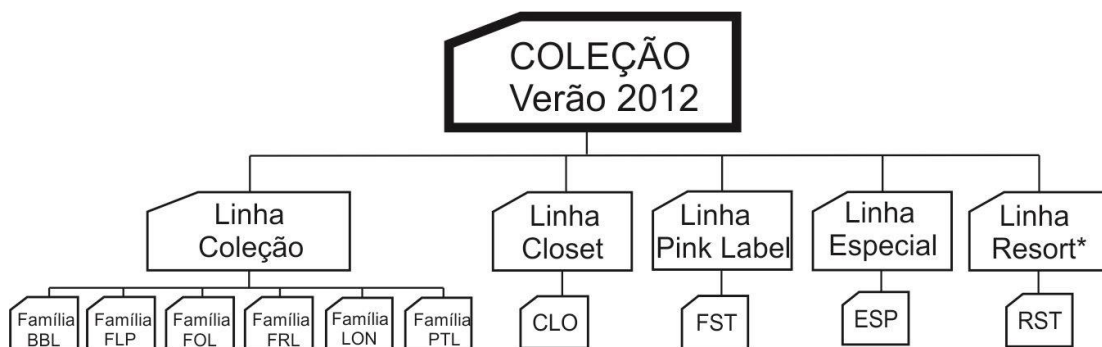 COLEÇÃO
Verão 2012
Linha
Coleção
Linha
Closet
Linha
Pink Label
Linha
Especial
Linha
Resort*
Família
BBL
Família
FLP
Família
FOL
Família
FRL
Família
LON
Família
PTL
CLO
FST
ESP
RST